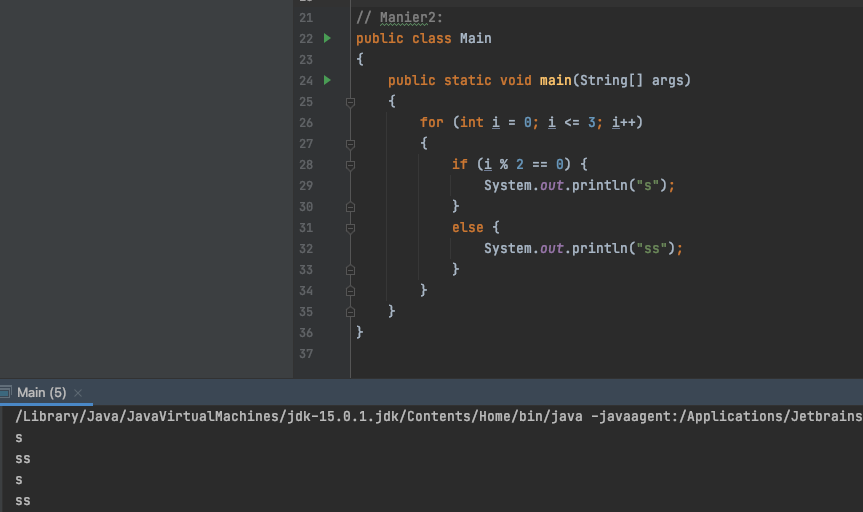 21 // Manier2:
22 public class Main
23 {
24 public static void main(String[] args)
25 {
26 for (int i = 0; i <= 3; i++)
27 {
28 if (i % 2 == 0) {
29 System.out.println("s");
30 }
31 else {
32 System.out.println("ss");
33 }
34 }
35 }
36 }
37
Main (5) ×
/Library/Java/JavaVirtualMachines/jdk-15.0.1.jdk/Contents/Home/bin/java -javaagent:/Applications/Jetbrains
s
ss
s
ss